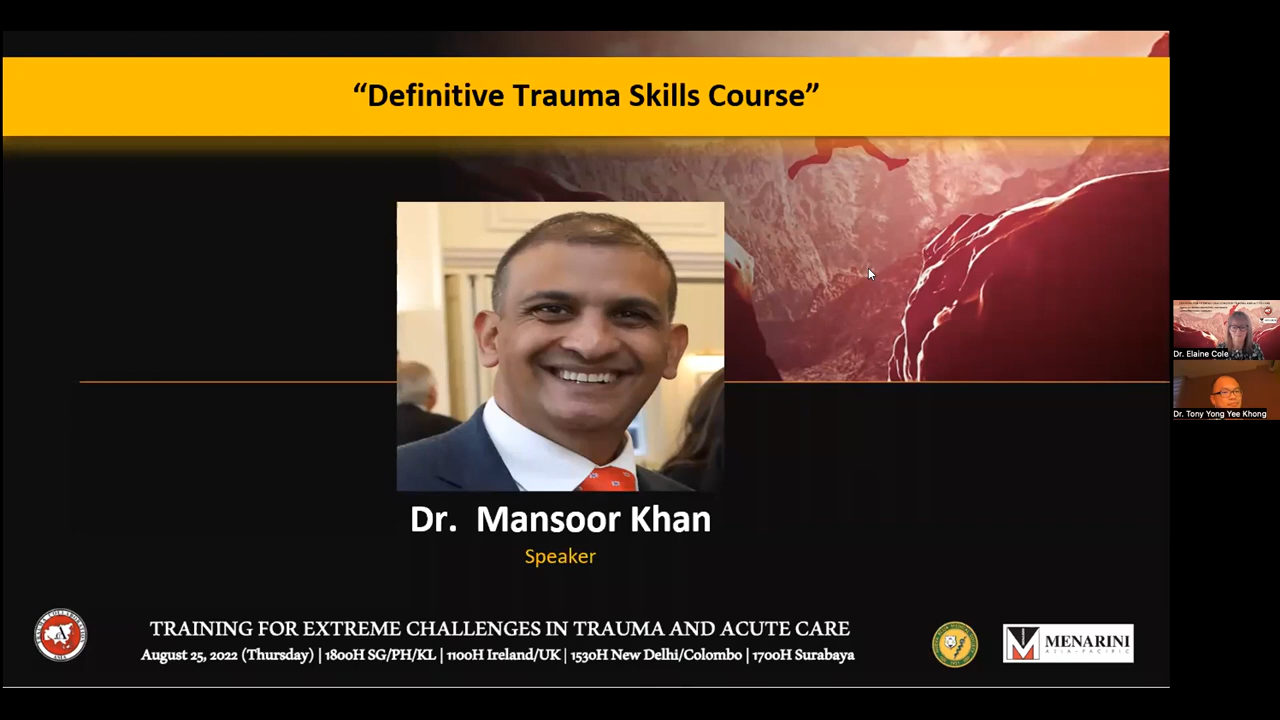 “Definitive Trauma Skills Course”
Dr. Mansoor Khan
Speaker
TRAINING FOR EXTREME CHALLENGES IN TRAUMA AND ACUTE CARE
August 25, 2022 (Thursday) | 1800H SG/PH/KL | 1100H Ireland/UK | 1530H New Delhi/Colombo | 1700H Surabaya
MENARINI
ASIA-PACIFIC
Dr. Elaine Cole
Dr. Tony Yong Yee Khong